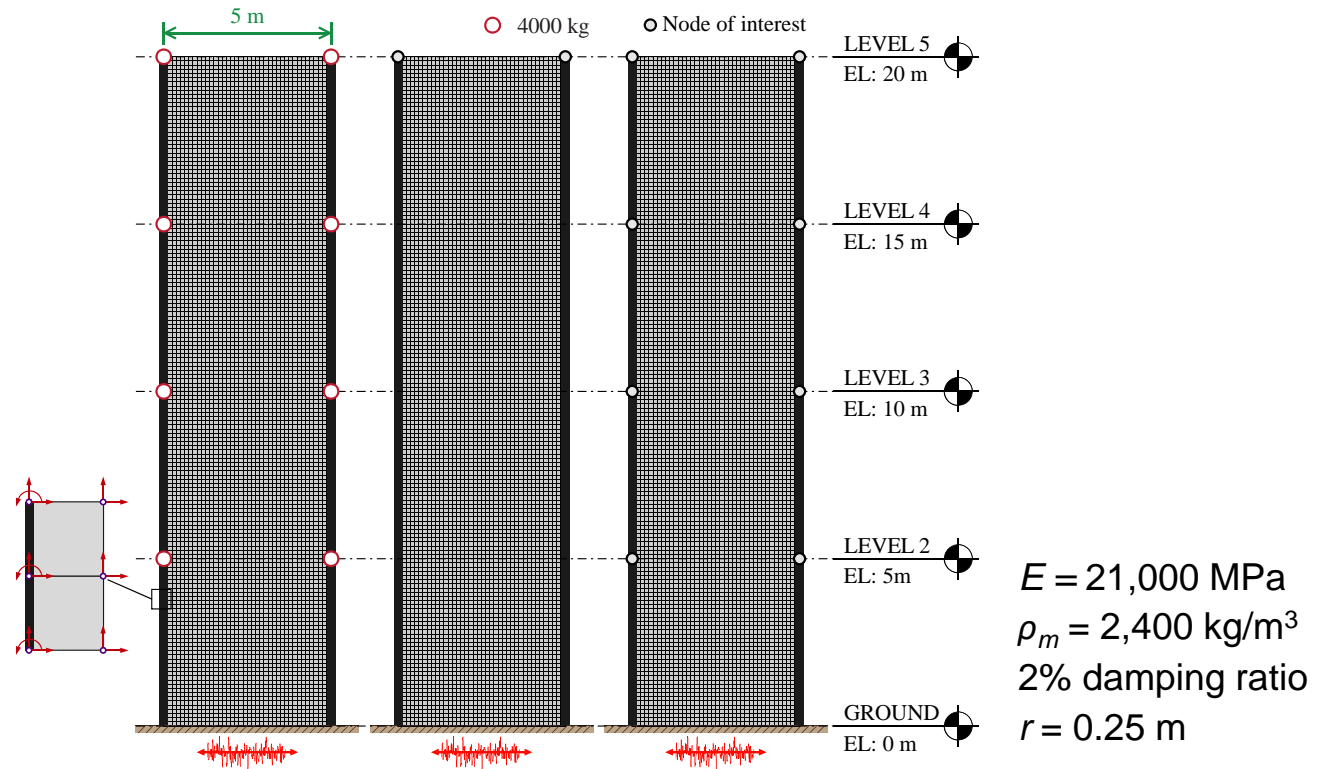 5 m
4000 kg
Node of interest
LEVEL 5
EL: 20 m
LEVEL 4
EL: 15 m
LEVEL 3
EL: 10 m
LEVEL 2
EL: 5m
GROUND
EL: 0 m
E = 21,000 MPa
ρm = 2,400 kg/m³
2% damping ratio
r = 0.25 m